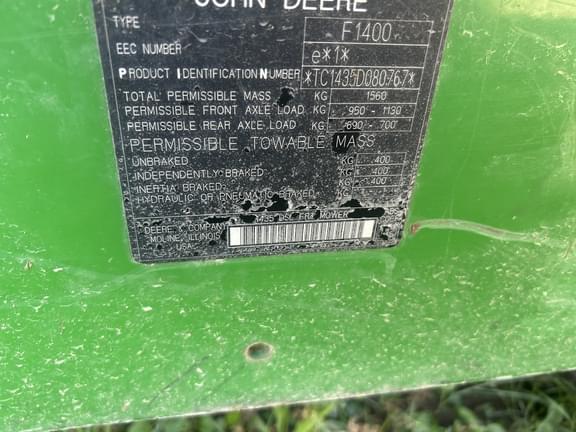 JOHN DEERE
TYPE F1400
EEC NUMBER e*1*
PRODUCT IDENTIFICATION NUMBER *TC1435D080767*
TOTAL PERMISSIBLE MASS KG 1560
PERMISSIBLE FRONT AXLE LOAD KG 950 - 1130
PERMISSIBLE REAR AXLE LOAD KG 690 - 700
PERMISSIBLE TOWABLE MASS
UNBRAKED KG 400
INDEPENDENTLY BRAKED KG 400
INERTIA BRAKED KG 400
HYDRAULIC OR PNEUMATIC BRAKED KG
1435 DSL FRT MOWER
DEERE & COMPANY
MOLINE, ILLINOIS
USA